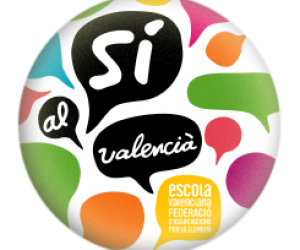 Sí
al
valencià
ESCOLA
VALENCIANA
FEDERACIÓ
D'ASSOCIACIONS
PER LA LLENGUA